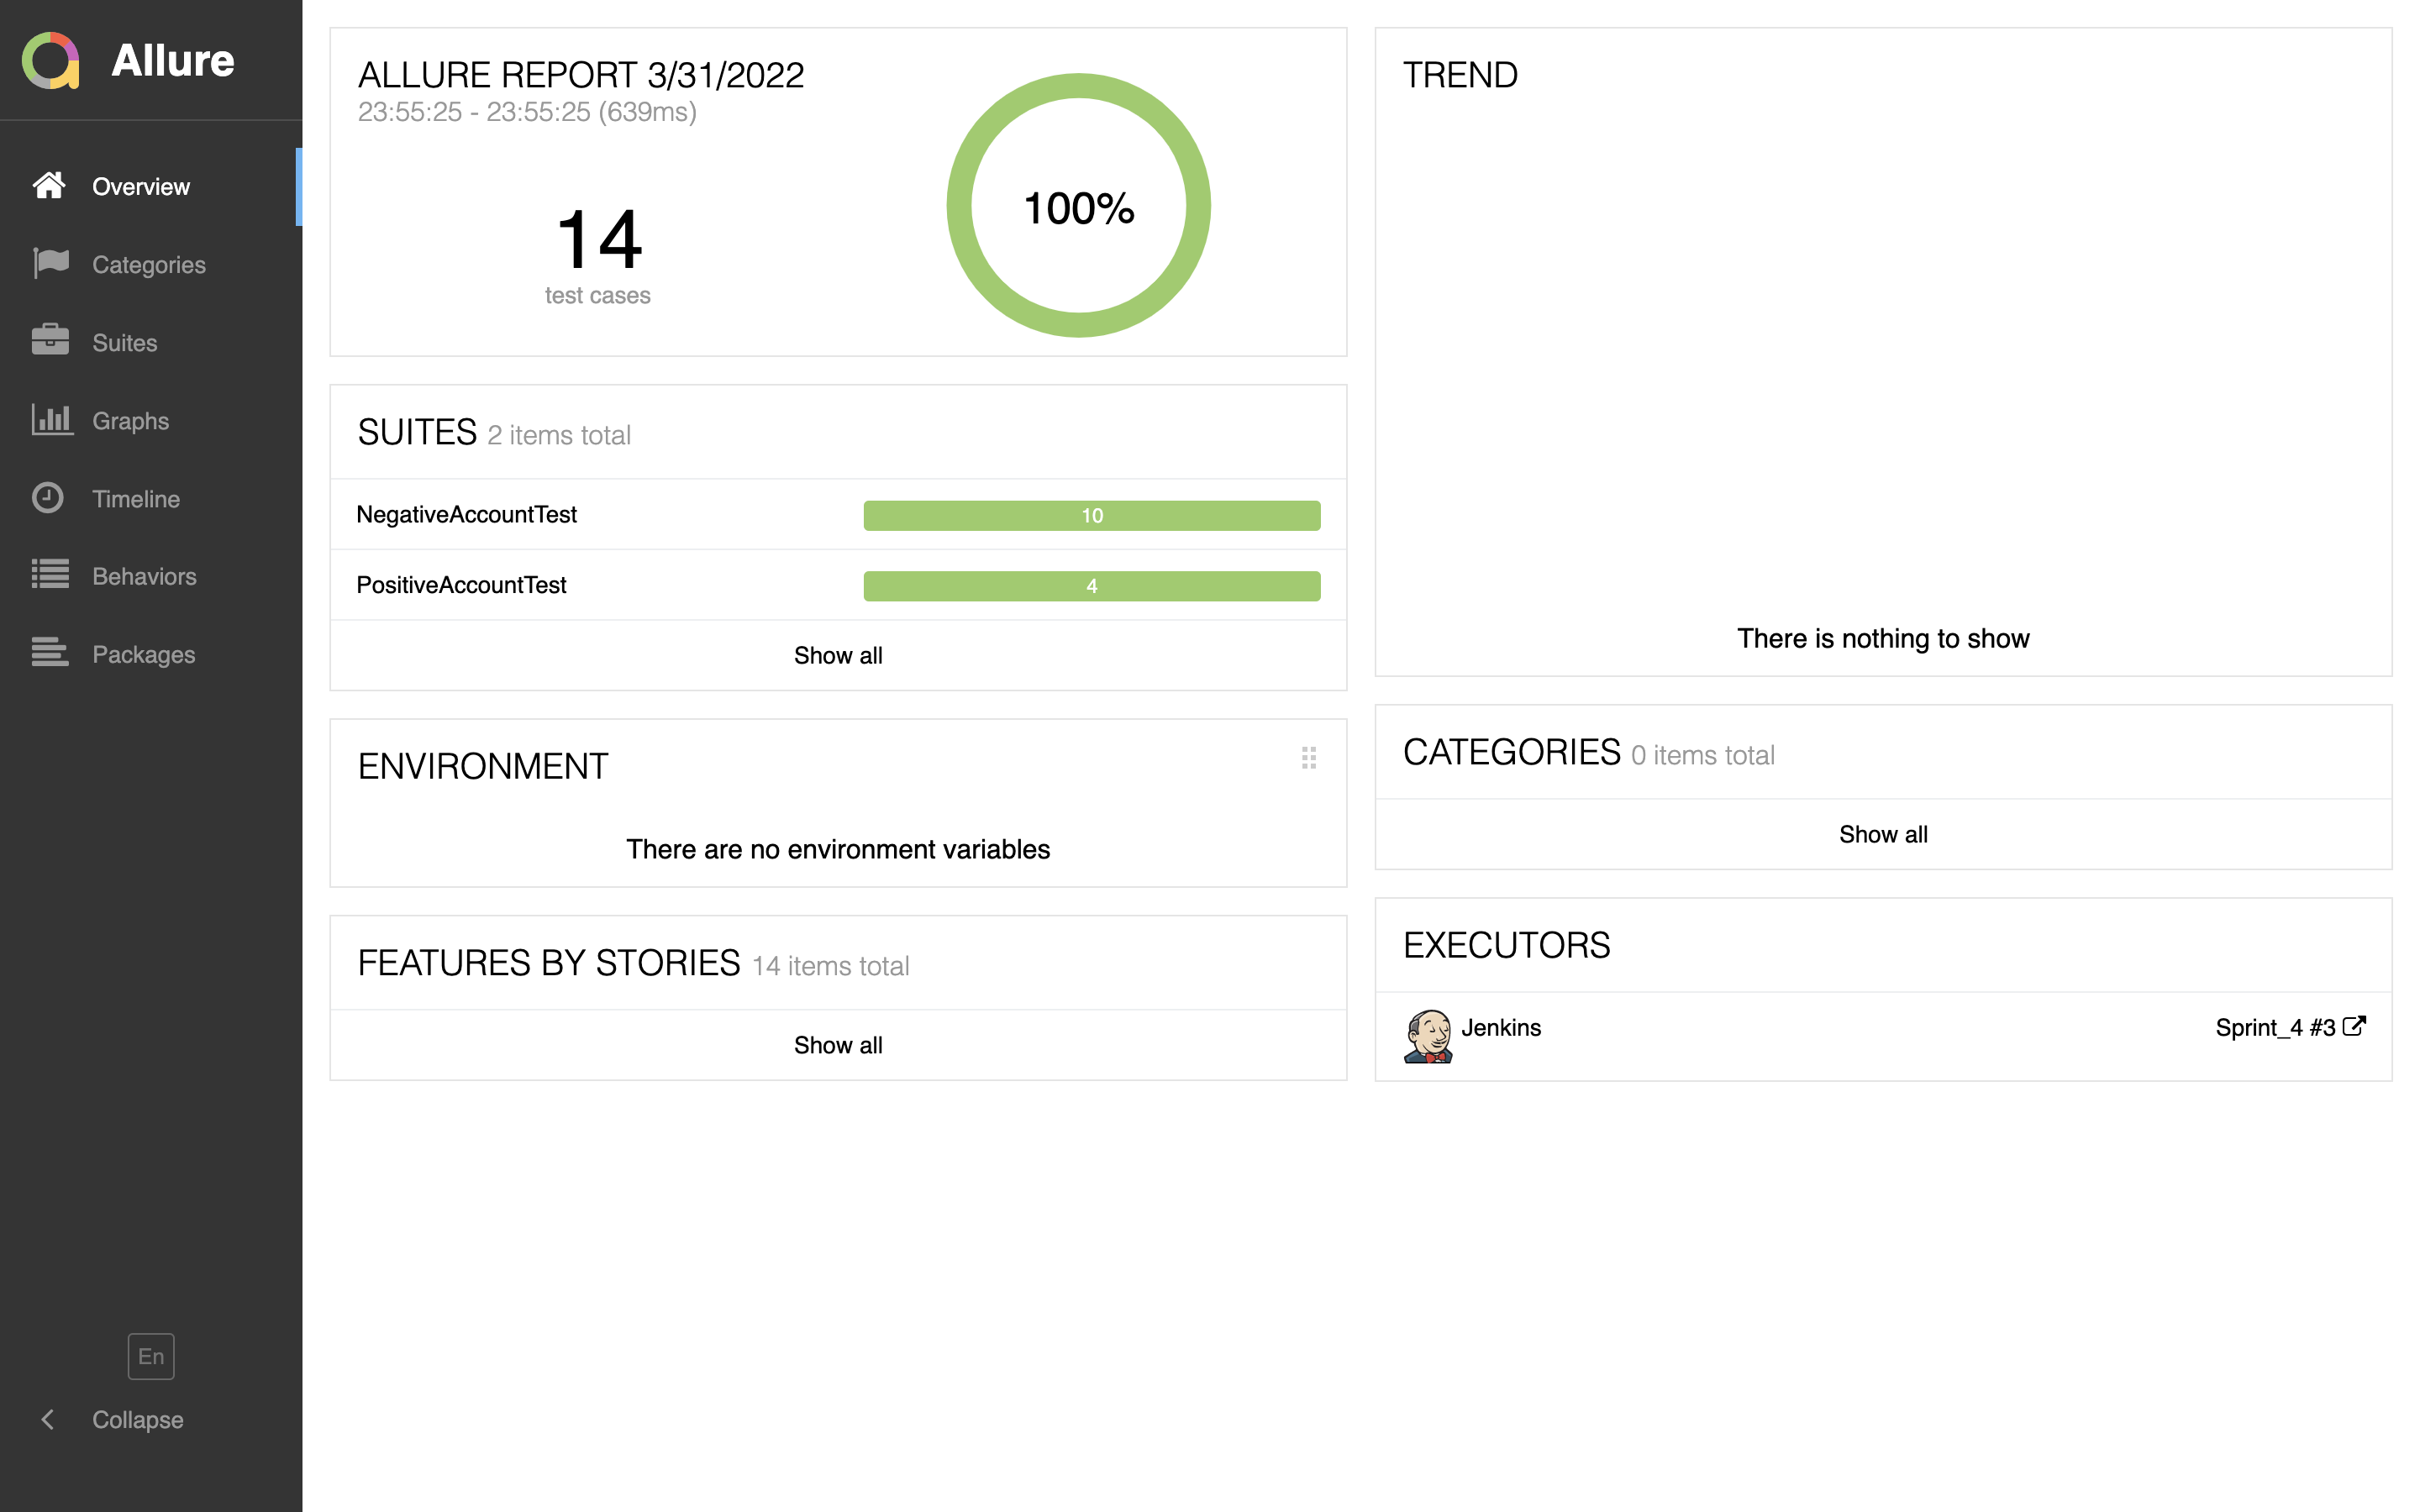 Allure
Overview
Categories
Suites
Graphs
Timeline
Behaviors
Packages
En
Collapse
ALLURE REPORT 3/31/2022
23:55:25 - 23:55:25 (639ms)
14
test cases
100%
SUITES 2 items total
NegativeAccountTest 10
PositiveAccountTest 4
Show all
ENVIRONMENT
There are no environment variables
FEATURES BY STORIES 14 items total
Show all
TREND
There is nothing to show
CATEGORIES 0 items total
Show all
EXECUTORS
Jenkins Sprint_4 #3